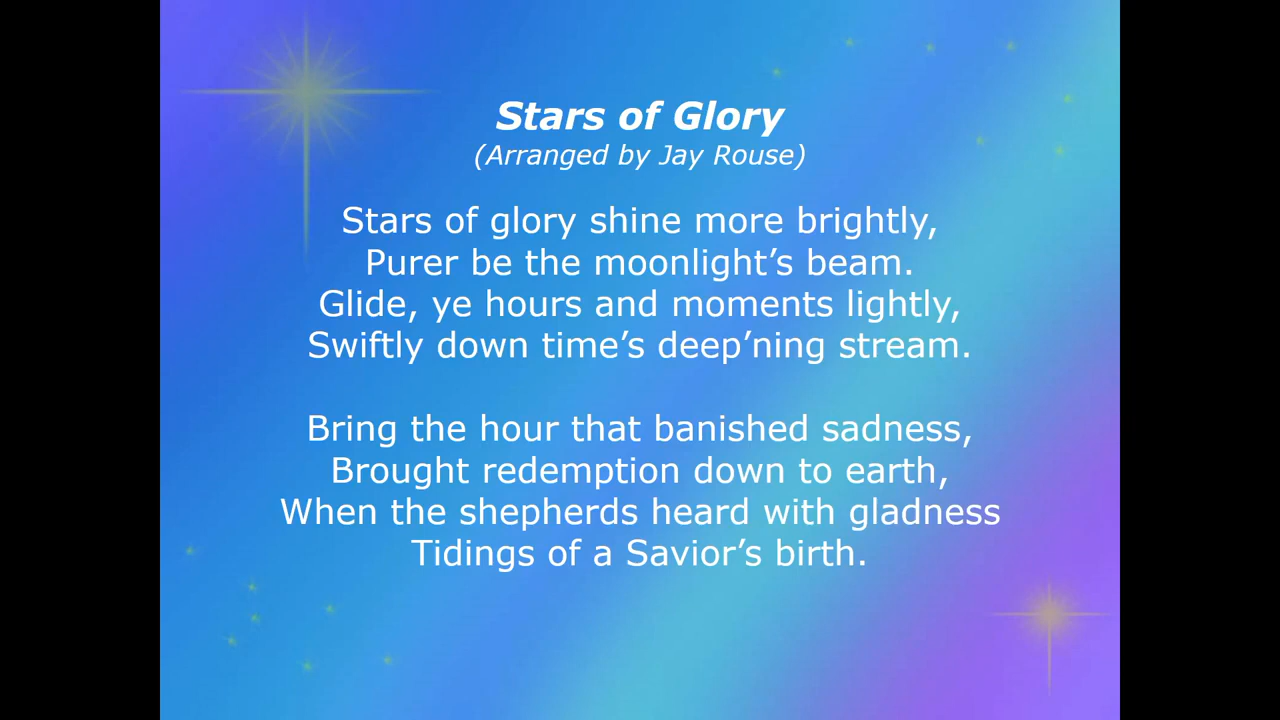 Stars of Glory
(Arranged by Jay Rouse)
Stars of glory shine more brightly,
Purer be the moonlight’s beam.
Glide, ye hours and moments lightly,
Swiftly down time’s deep’ning stream.
Bring the hour that banished sadness,
Brought redemption down to earth,
When the shepherds heard with gladness
Tidings of a Savior’s birth.